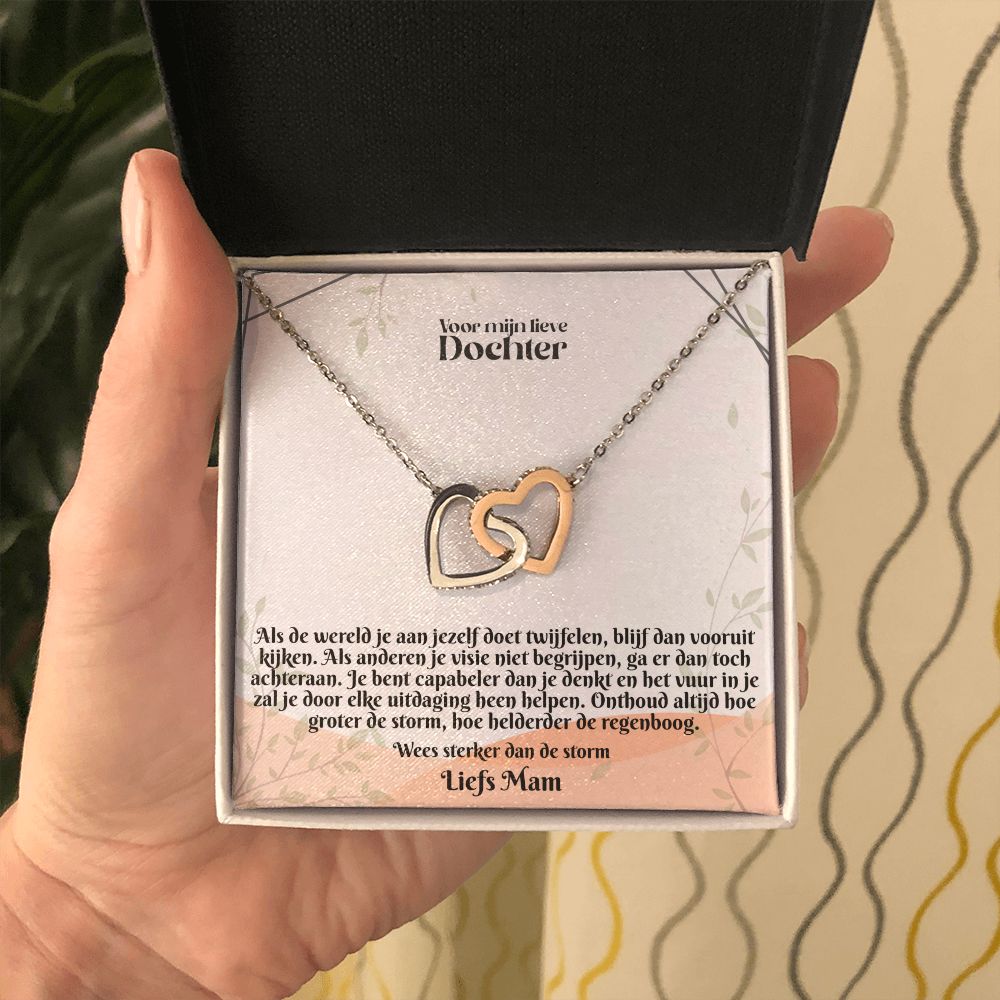 Voor mijn lieve
Dochter
Als de wereld je aan jezelf doet twijfelen, blijf dan vooruit
kijken. Als anderen je visie niet begrijpen, ga er dan toch
achteraan. Je bent capabeler dan je denkt en het vuur in je
zal je door elke uitdaging heen helpen. Onthoud altijd hoe
groter de storm, hoe helderder de regenboog.
Wees sterker dan de storm
Liefs Mam